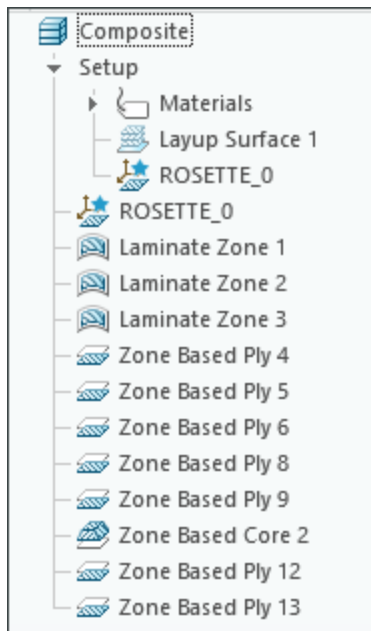 Composite
Setup
Materials
Layup Surface 1
ROSETTE_0
ROSETTE_0
Laminate Zone 1
Laminate Zone 2
Laminate Zone 3
Zone Based Ply 4
Zone Based Ply 5
Zone Based Ply 6
Zone Based Ply 8
Zone Based Ply 9
Zone Based Core 2
Zone Based Ply 12
Zone Based Ply 13